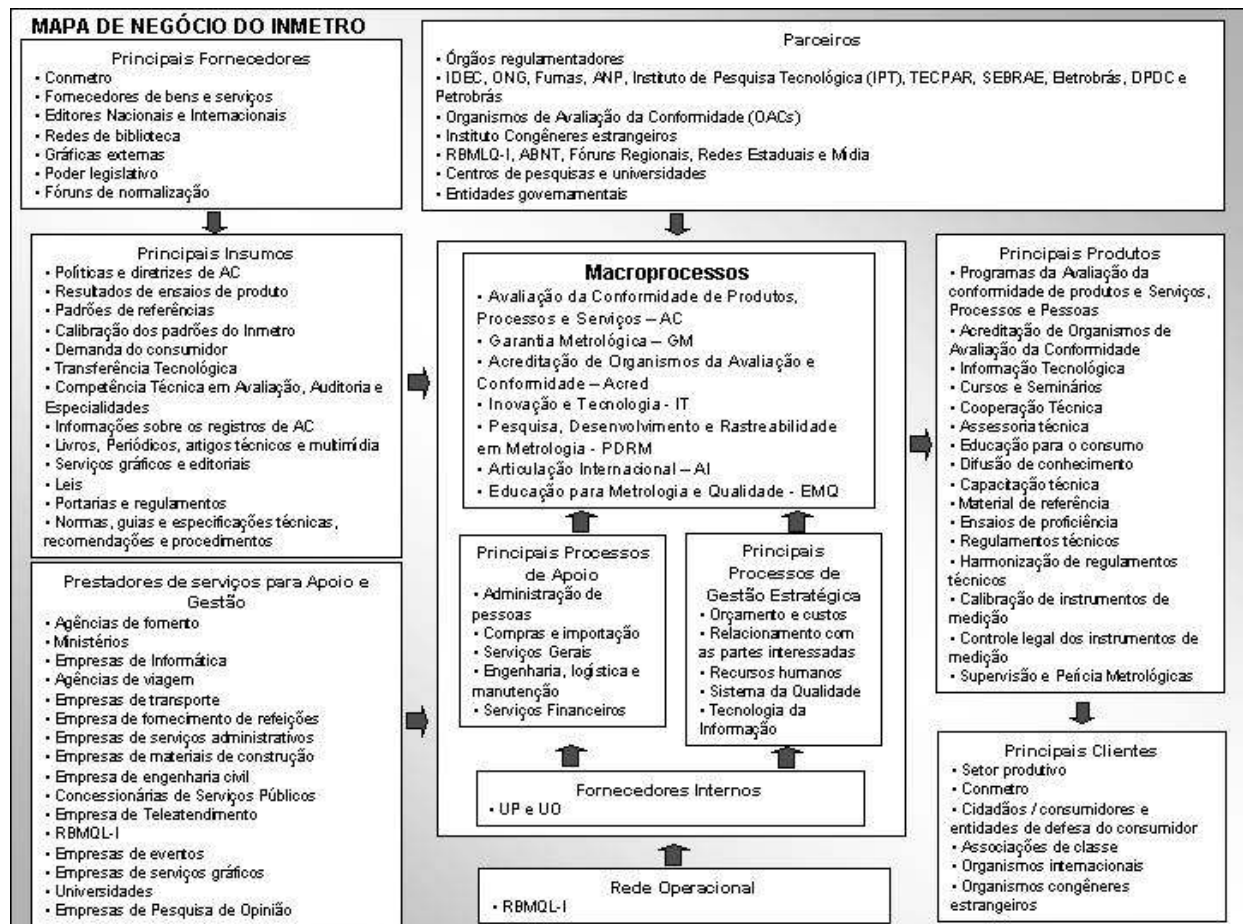 MAPA DE NEGÓCIO DO INMETRO
Principais Fornecedores
• Conmetro
• Fornecedores de bens e serviços
• Editores Nacionais e Internacionais
• Redes de biblioteca
• Gráficas externas
• Poder legislativo
• Fóruns de normalização
Parceiros
• Órgãos regulamentadores
• IDEC, ONG, Furnas, ANP, Instituto de Pesquisa Tecnológica (IPT), TECPAR, SEBRAE, Eletrobrás, DPDC e
Petrobrás
• Organismos de Avaliação da Conformidade (OACs)
• Instituto Congêneres estrangeiros
• RBMLQ-I, ABNT, Fóruns Regionais, Redes Estaduais e Mídia
• Centros de pesquisas e universidades
• Entidades governamentais
Principais Insumos
• Políticas e diretrizes de AC
• Resultados de ensaios de produto
• Padrões de referências
• Calibração dos padrões do Inmetro
• Demanda do consumidor
• Transferência Tecnológica
• Competência Técnica em Avaliação, Auditoria e
Especialidades
• Informações sobre os registros de AC
• Livros, Periódicos, artigos técnicos e multimídia
• Serviços gráficos e editoriais
• Leis
• Portarias e regulamentos
• Normas, guias e especificações técnicas,
recomendações e procedimentos
Prestadores de serviços para Apoio e
Gestão
• Agências de fomento
• Ministérios
• Empresas de Informática
• Agências de viagem
• Empresas de transporte
• Empresa de fornecimento de refeições
• Empresas de serviços administrativos
• Empresas de materiais de construção
• Empresa de engenharia civil
• Concessionárias de Serviços Públicos
• Empresa de Teleatendimento
• RBMQL-I
• Empresas de eventos
• Empresas de serviços gráficos
• Universidades
• Empresas de Pesquisa de Opinião
Macroprocessos
• Avaliação da Conformidade de Produtos,
Processos e Serviços – AC
• Garantia Metrológica – GM
• Acreditação de Organismos da Avaliação e
Conformidade – Acred
• Inovação e Tecnologia - IT
• Pesquisa, Desenvolvimento e Rastreabilidade
em Metrologia - PDRM
• Articulação Internacional – AI
• Educação para Metrologia e Qualidade - EMQ
Principais Processos
de Apoio
• Administração de
pessoas
• Compras e importação
• Serviços Gerais
• Engenharia, logística e
manutenção
• Serviços Financeiros
Principais
Processos de
Gestão Estratégica
• Orçamento e custos
• Relacionamento com
as partes interessadas
• Recursos humanos
• Sistema da Qualidade
• Tecnologia da
Informação
Fornecedores Internos
• UP e UO
Rede Operacional
• RBMQL-I
Principais Produtos
• Programas da Avaliação da
conformidade de produtos e Serviços,
Processos e Pessoas
• Acreditação de Organismos de
Avaliação da Conformidade
• Informação Tecnológica
• Cursos e Seminários
• Cooperação Técnica
• Assessoria técnica
• Educação para o consumo
• Difusão de conhecimento
• Capacitação técnica
• Material de referência
• Ensaios de proficiência
• Regulamentos técnicos
• Harmonização de regulamentos
técnicos
• Calibração de instrumentos de
medição
• Controle legal dos instrumentos de
medição
• Supervisão e Perícia Metrológicas
Principais Clientes
• Setor produtivo
• Conmetro
• Cidadãos / consumidores e
entidades de defesa do consumidor
• Associações de classe
• Organismos internacionais
• Organismos congêneres
estrangeiros